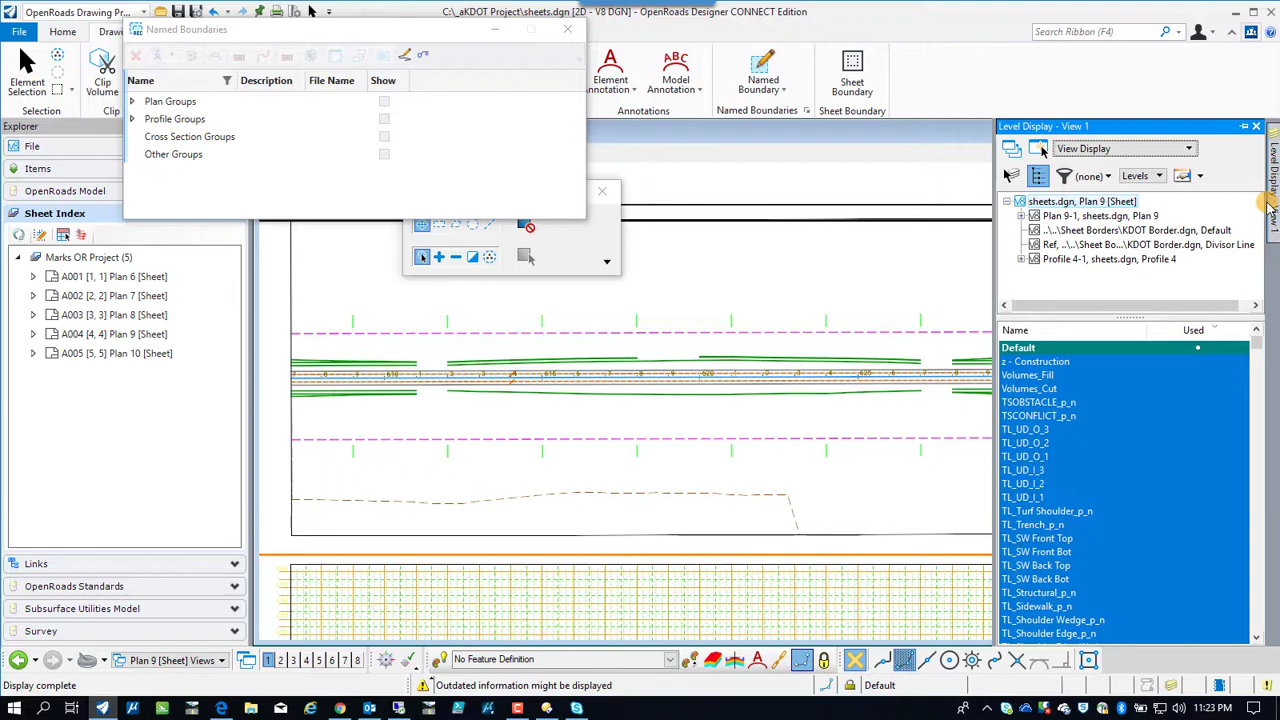 OpenRoads Drawing Pr
C:\_aKDOT Project\sheets.dgn [2D - V8 DGN] - OpenRoads Designer CONNECT Edition
File
Home
Search Ribbon (F4)
Named Boundaries
Element Selection
Selection
Clip Volume
Element Annotation
Model Annotation
Annotations
Named Boundary
Named Boundaries
Sheet Boundary
Sheet Boundary
Name
Description
File Name
Show
Plan Groups
Profile Groups
Cross Section Groups
Other Groups
Explorer
File
Items
OpenRoads Model
Sheet Index
Marks OR Project (5)
A001 [1, 1] Plan 6 [Sheet]
A002 [2, 2] Plan 7 [Sheet]
A003 [3, 3] Plan 8 [Sheet]
A004 [4, 4] Plan 9 [Sheet]
A005 [5, 5] Plan 10 [Sheet]
Links
OpenRoads Standards
Subsurface Utilities Model
Survey
Level Display - View 1
View Display
(none)
Levels
sheets.dgn, Plan 9 [Sheet]
Plan 9-1, sheets.dgn, Plan 9
..\..\Sheet Borders\KDOT Border.dgn, Default
Ref, ..\..\Sheet Bo...\KDOT Border.dgn, Divisor Line
Profile 4-1, sheets.dgn, Profile 4
Name
Used
Default
z - Construction
Volumes_Fill
Volumes_Cut
TSOBSTACLE_p_n
TSCONFLICT_p_n
TL_UD_O_3
TL_UD_O_2
TL_UD_O_1
TL_UD_I_3
TL_UD_I_2
TL_UD_I_1
TL_Turf Shoulder_p_n
TL_Trench_p_n
TL_SW Front Top
TL_SW Front Bot
TL_SW Back Top
TL_SW Back Bot
TL_Structural_p_n
TL_Sidewalk_p_n
TL_Shoulder Wedge_p_n
TL_Shoulder Edge_p_n
Plan 9 [Sheet] Views
1 2 3 4 5 6 7 8
No Feature Definition
Display complete
Outdated information might be displayed
Default
11:23 PM